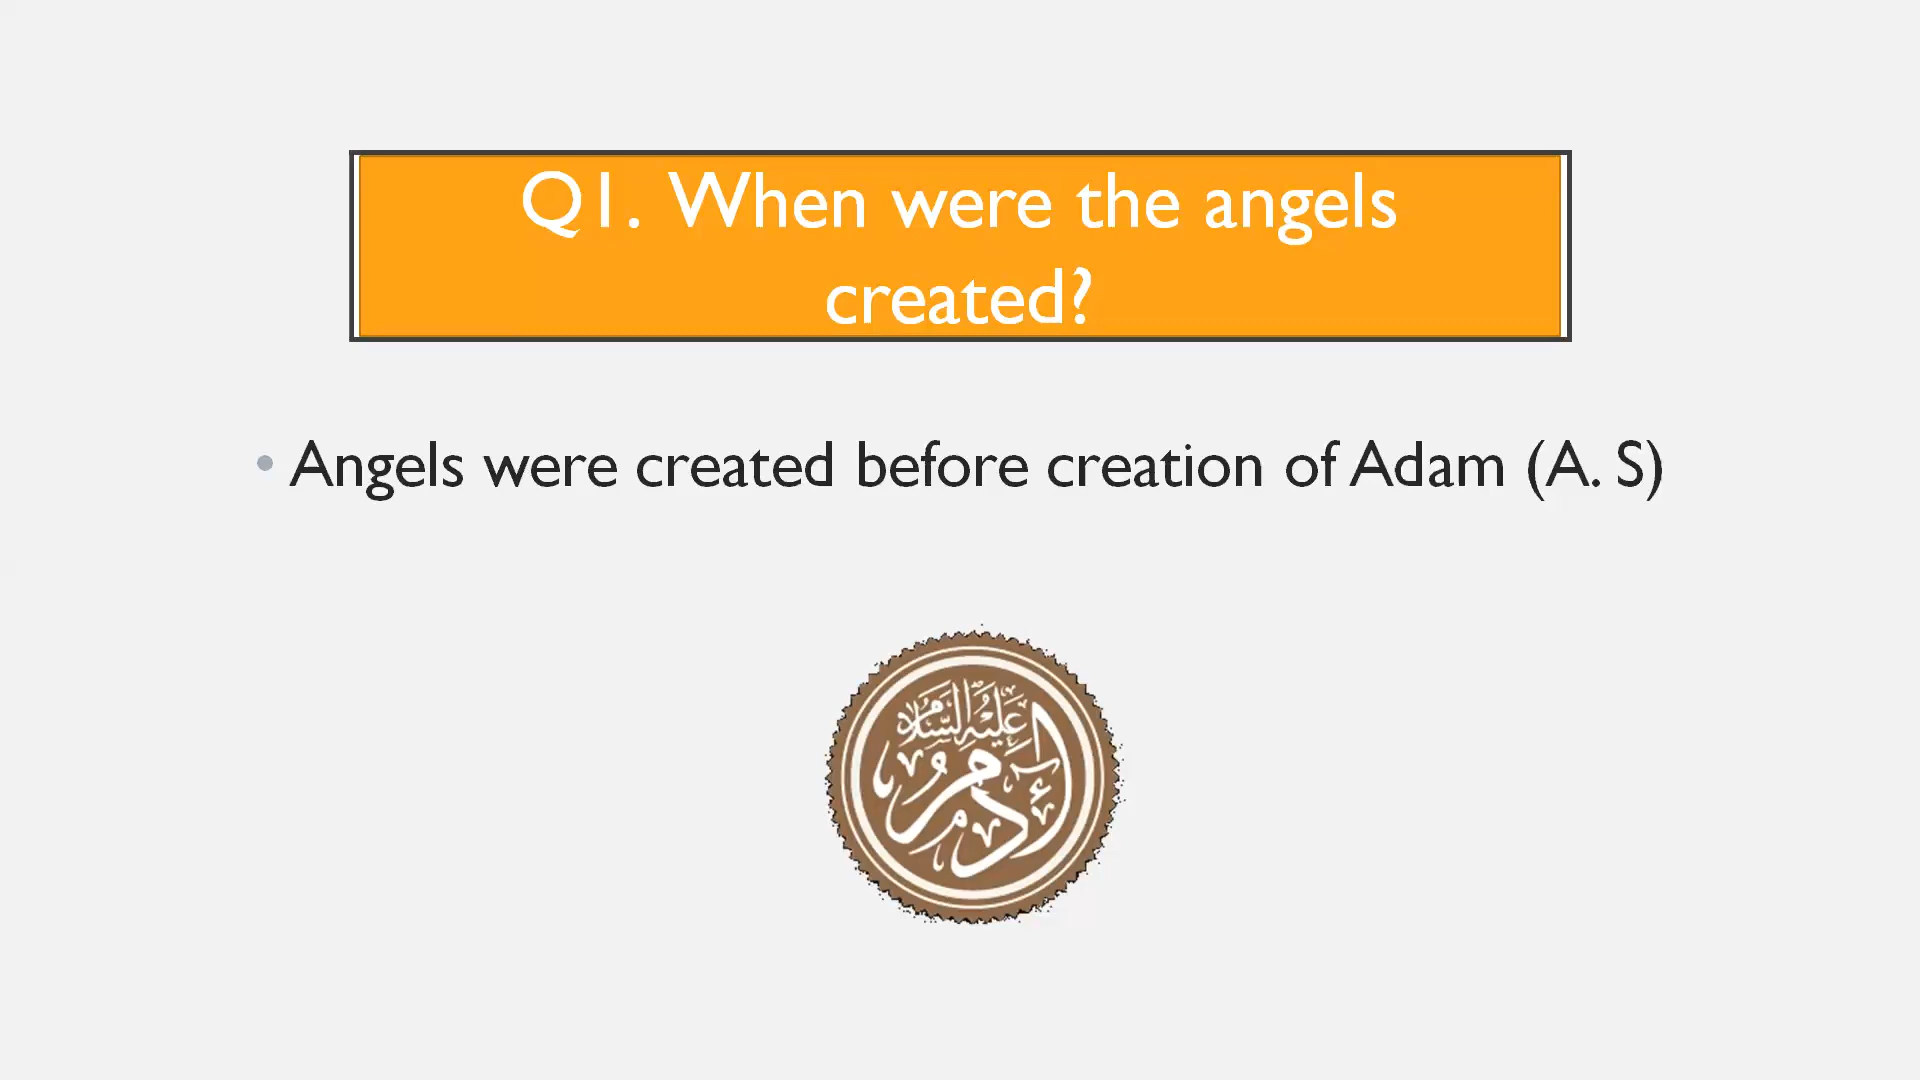 Q1. When were the angels
created?
• Angels were created before creation of Adam (A. S)
عليه السلام
آدم